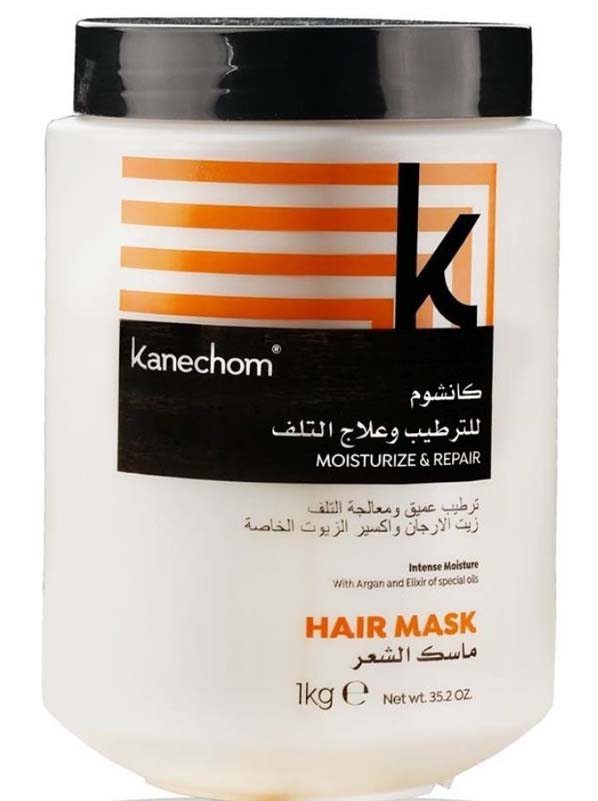 k
Kanechom®
كانشوم
للترطيب وعلاج التلف
MOISTURIZE & REPAIR
ترطيب عميق ومعالجة التلف
زيت الارجان واكسير الزيوت الخاصة
Intense Moisture
With Argan and Elixir of special oils
HAIR MASK
ماسك الشعر
1kg ℮ Net wt. 35.2 OZ.